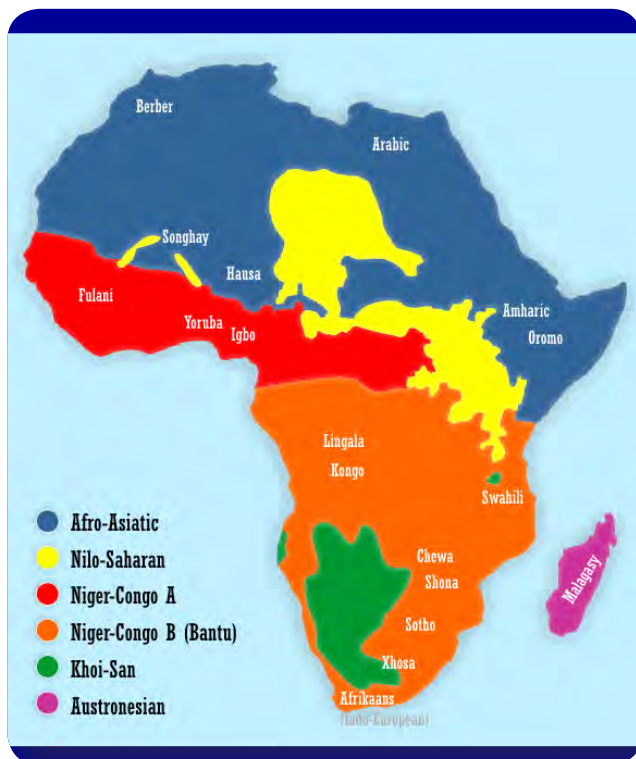 Berber
Arabic
Songhay
Hausa
Fulani
Yoruba
Igbo
Amharic
Oromo
Lingala
Kongo
Swahili
Chewa
Shona
Malagasy
Sotho
Xhosa
Afrikaans
(Indo-European)
Afro-Asiatic
Nilo-Saharan
Niger-Congo A
Niger-Congo B (Bantu)
Khoi-San
Austronesian